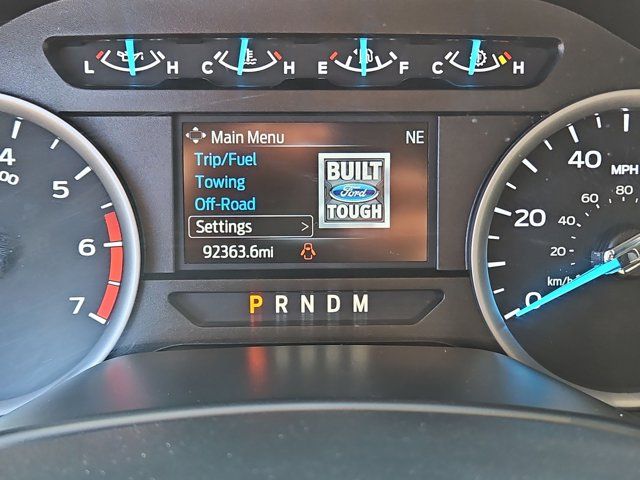 L H C H E F C H
Main Menu NE
Trip/Fuel
Towing
Off-Road
Settings >
92363.6mi
BUILT
Ford
TOUGH
P R N D M
4
00
5
6
7
0
20
40
MPH
20
40
60
80
km/h